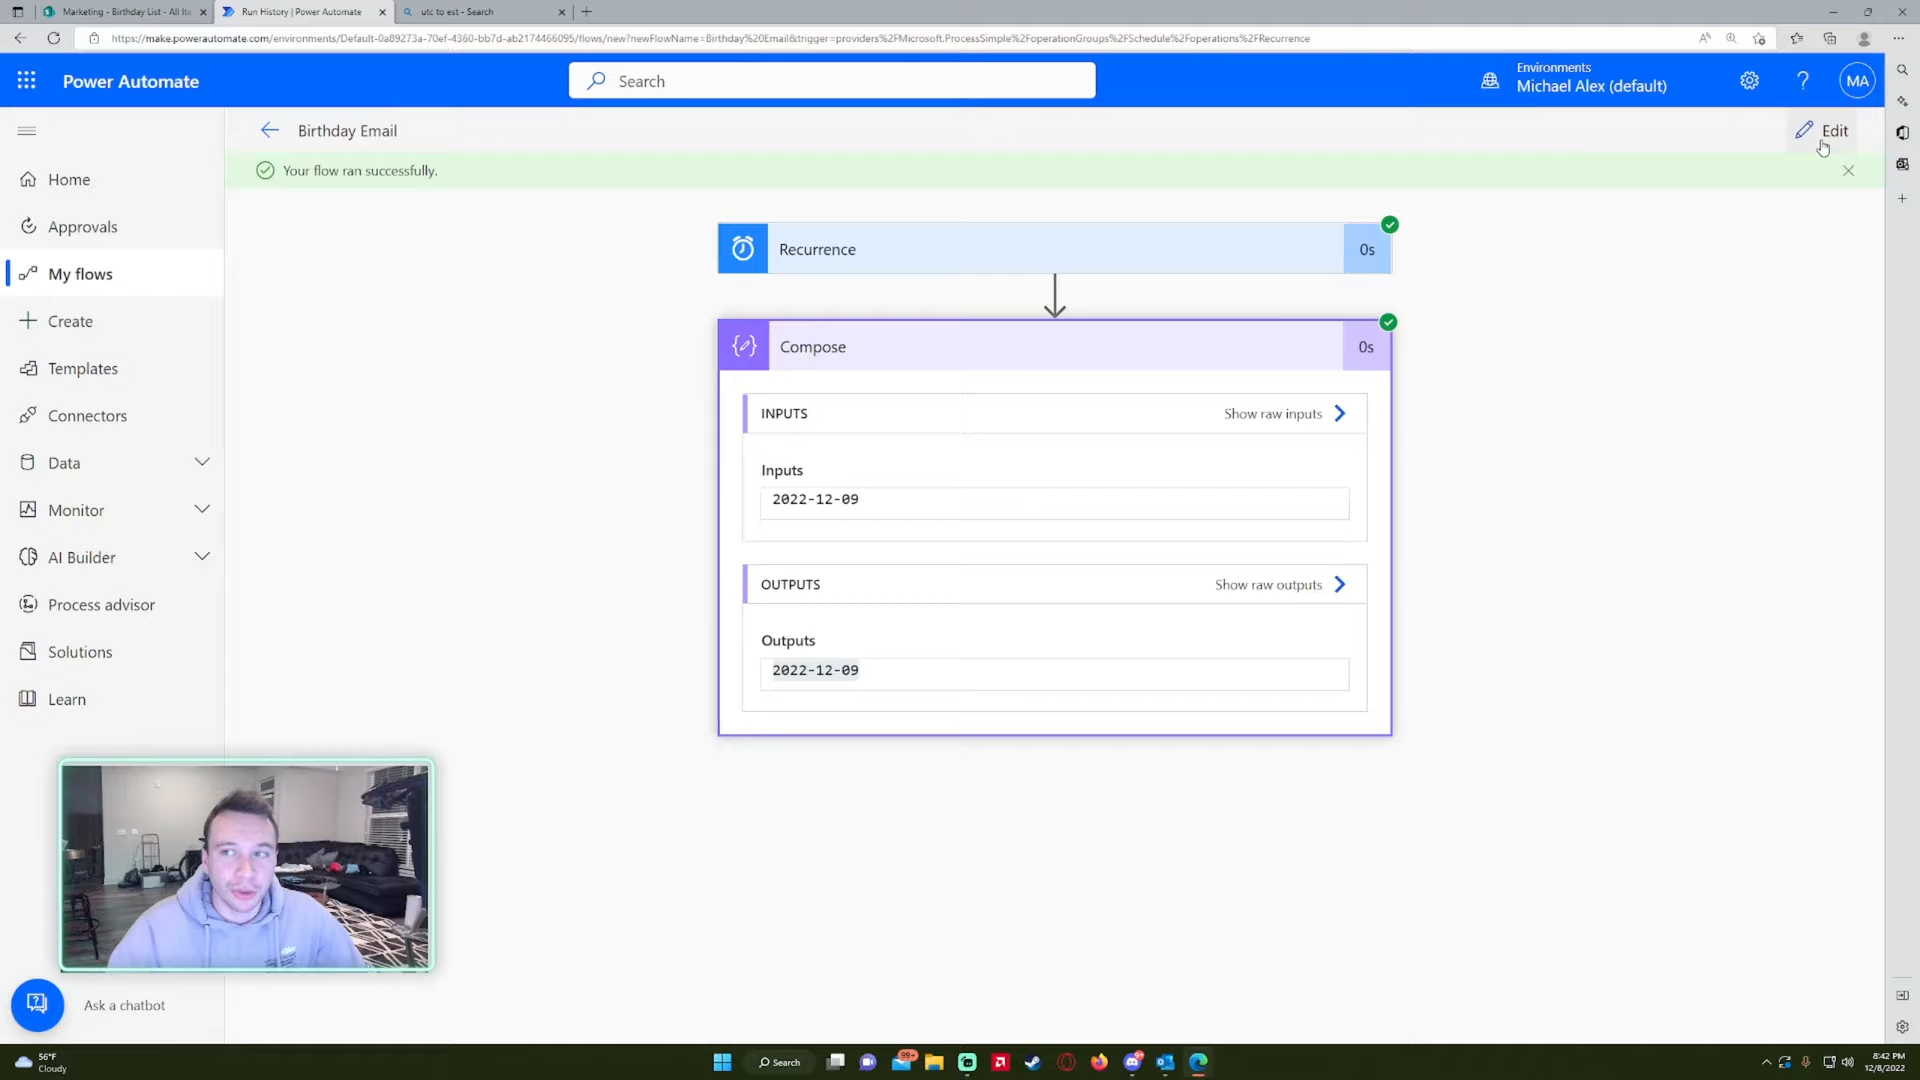 Marketing - Birthday List - All Ite
Run History | Power Automate
utc to est - Search
https://make.powerautomate.com/environments/Default-0a89273a-70ef-4360-bb7d-ab2174466095/flows/new?newFlowName=Birthday%20Email&trigger=providers%2FMicrosoft.ProcessSimple%2FoperationGroups%2FSchedule%2Foperations%2FRecurrence
Power Automate
Search
Environments
Michael Alex (default)
MA
Birthday Email
Edit
Your flow ran successfully.
Home
Approvals
My flows
Create
Templates
Connectors
Data
Monitor
AI Builder
Process advisor
Solutions
Learn
Recurrence
0s
Compose
0s
INPUTS
Show raw inputs
Inputs
2022-12-09
OUTPUTS
Show raw outputs
Outputs
2022-12-09
Ask a chatbot
56°F
Cloudy
Search
99+
8:42 PM
12/8/2022